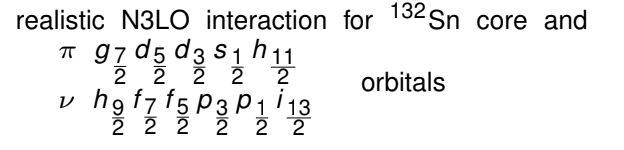 realistic N3LO interaction for ¹³²Sn core and
π g7/2 d5/2 d3/2 s1/2 h11/2
orbitals
ν h9/2 f7/2 f5/2 p3/2 p1/2 i13/2